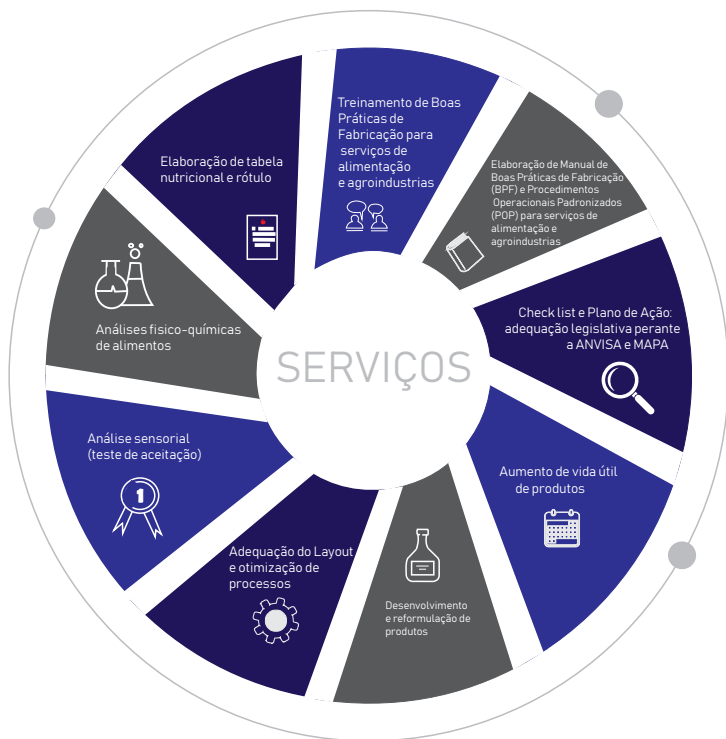 Treinamento de Boas
Práticas de
Fabricação para
serviços de
alimentação
e agroindustrias
Elaboração de Manual de
Boas Práticas de Fabricação
(BPF) e Procedimentos
Operacionais Padronizados
(POP) para serviços de
alimentação e
agroindustrias
Check list e Plano de Ação:
adequação legislativa perante
a ANVISA e MAPA
Aumento de vida útil
de produtos
Desenvolvimento
e reformulação de
produtos
Adequação do Layout
e otimização de
processos
Análise sensorial
(teste de aceitação)
1
Análises fisico-químicas
de alimentos
Elaboração de tabela
nutricional e rótulo
SERVIÇOS